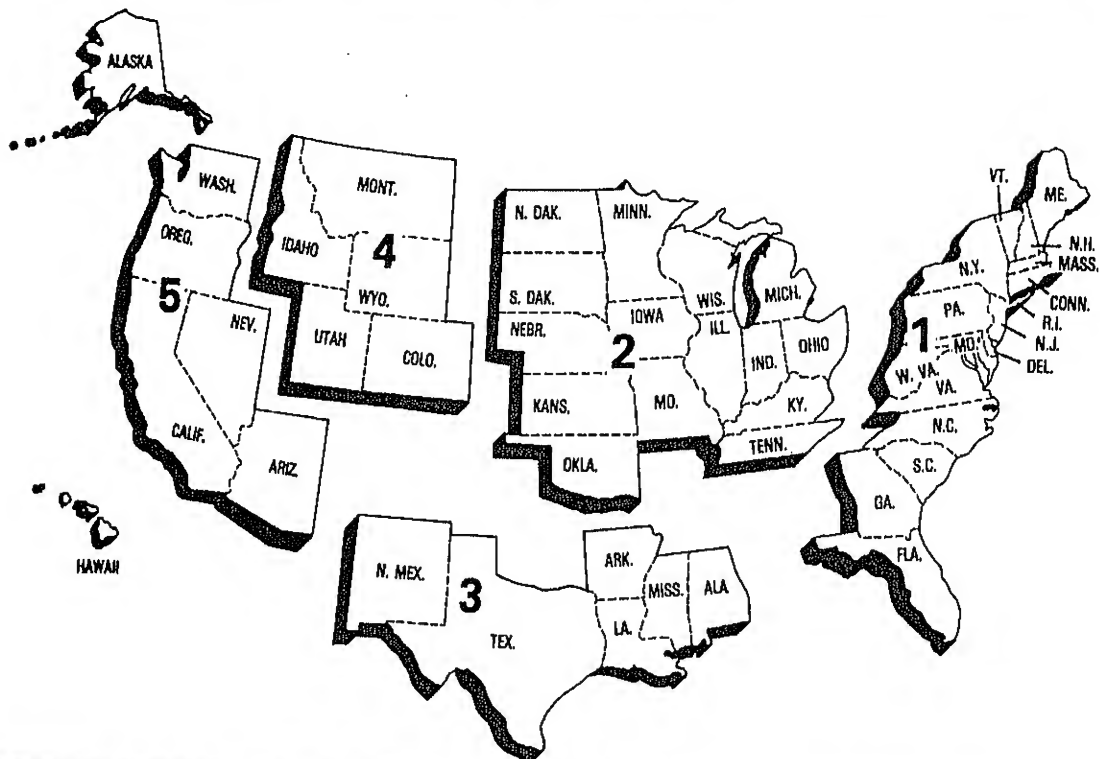 ALASKA
WASH.
OREG.
5
NEV.
CALIF.
ARIZ.
HAWAII
MONT.
IDAHO
4
WYO.
UTAH
COLO.
N. DAK.
MINN.
S. DAK.
WIS.
MICH.
NEBR.
IOWA
2
ILL.
IND.
OHIO
KANS.
MO.
KY.
OKLA.
TENN.
N. MEX.
3
TEX.
ARK.
MISS.
ALA
LA.
VT.
ME.
N.H.
MASS.
N.Y.
CONN.
PA.
R.I.
1
MD.
N.J.
DEL.
W. VA.
VA.
N.C.
S.C.
GA.
FLA.